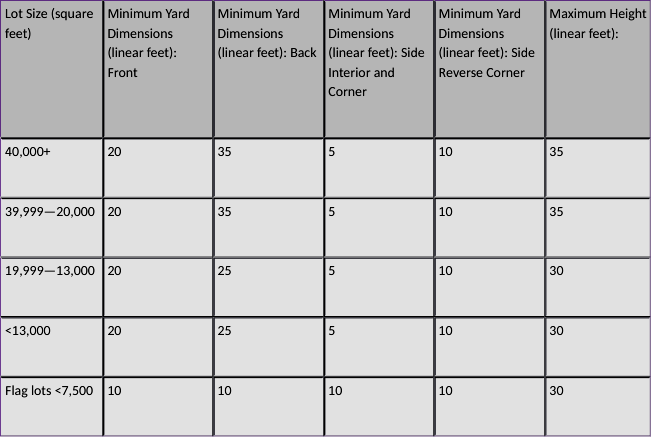 Lot Size (square
feet)
Minimum Yard
Dimensions
(linear feet):
Front
Minimum Yard
Dimensions
(linear feet): Back
Minimum Yard
Dimensions
(linear feet): Side
Interior and
Corner
Minimum Yard
Dimensions
(linear feet): Side
Reverse Corner
Maximum Height
(linear feet):
40,000+ 20 35 5 10 35
39,999—20,000 20 35 5 10 35
19,999—13,000 20 25 5 10 30
<13,000 20 25 5 10 30
Flag lots <7,500 10 10 10 10 30